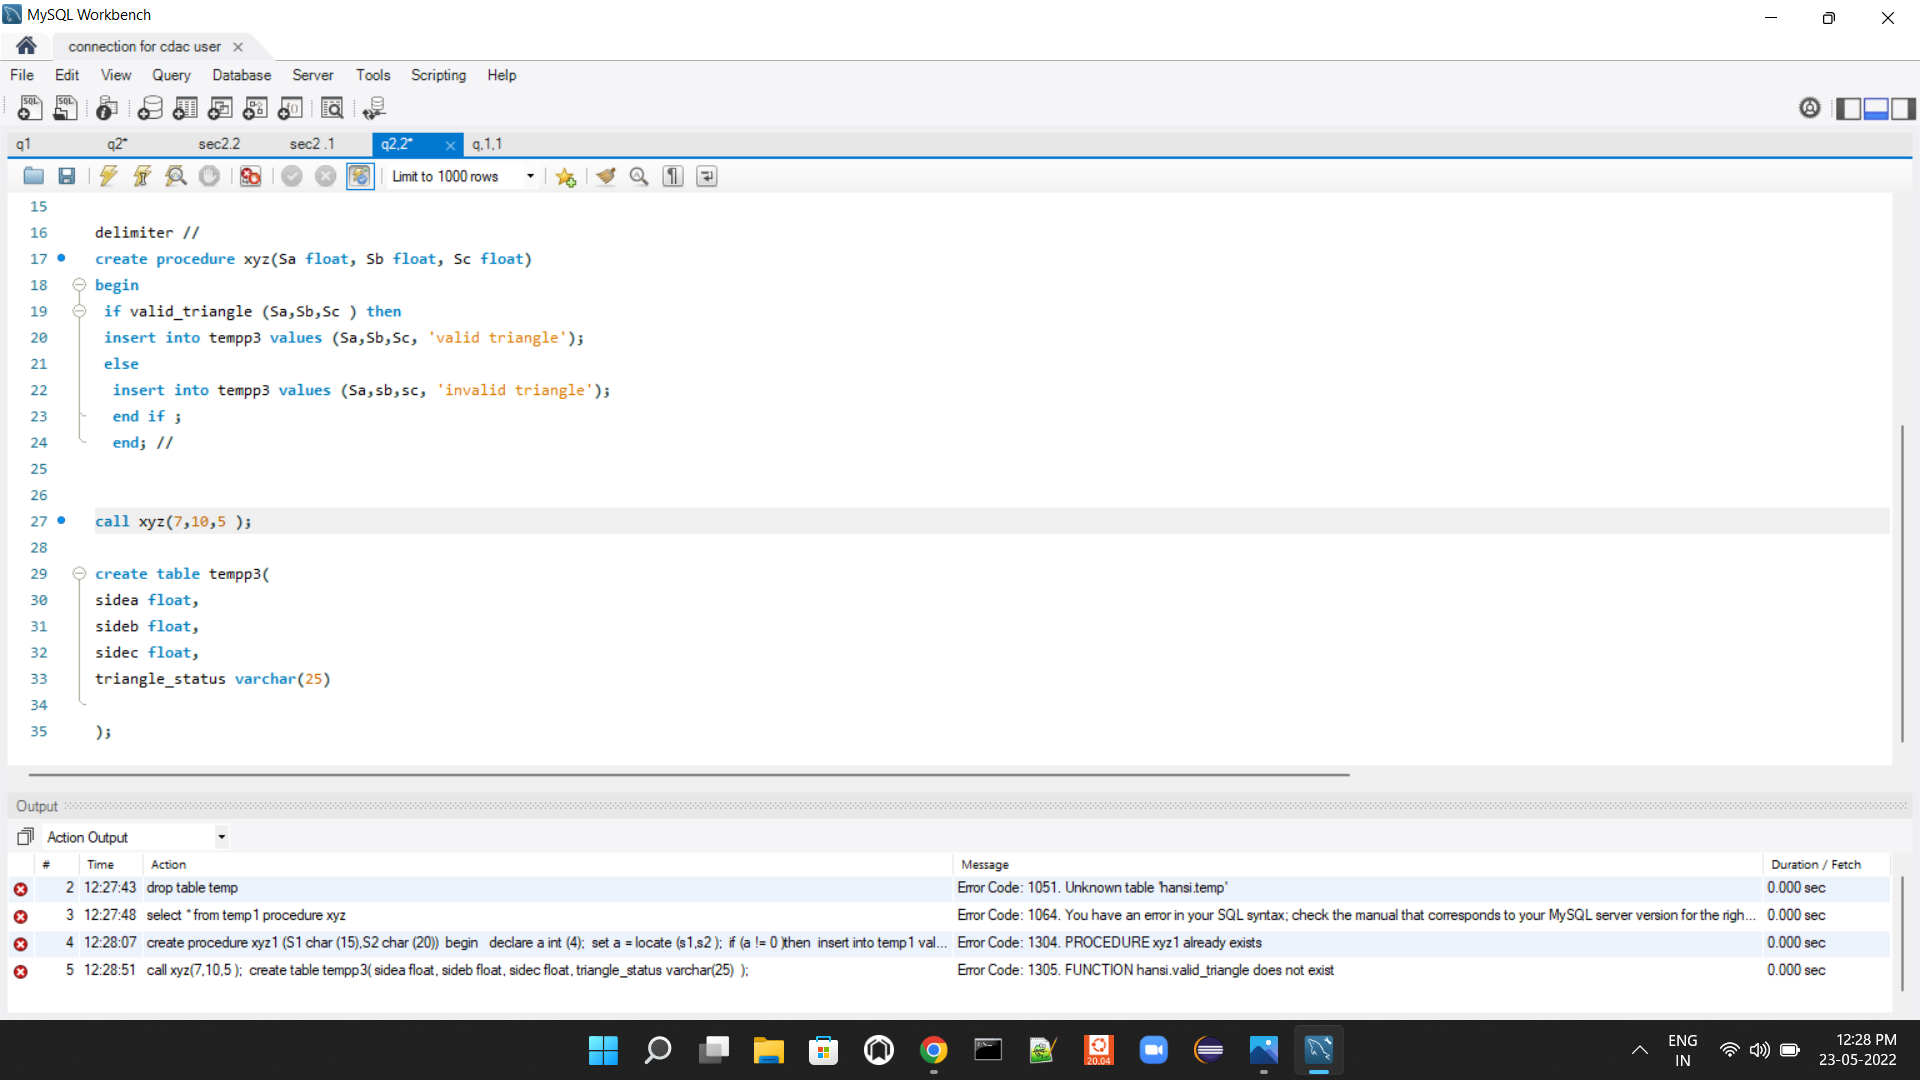 MySQL Workbench
connection for cdac user
File Edit View Query Database Server Tools Scripting Help
q1 q2* sec2.2 sec2 .1 q2,2* q,1,1
Limit to 1000 rows
15
16 delimiter //
17 create procedure xyz(Sa float, Sb float, Sc float)
18 begin
19 if valid_triangle (Sa,Sb,Sc ) then
20 insert into tempp3 values (Sa,Sb,Sc, 'valid triangle');
21 else
22 insert into tempp3 values (Sa,sb,sc, 'invalid triangle');
23 end if ;
24 end; //
25
26
27 call xyz(7,10,5 );
28
29 create table tempp3(
30 sidea float,
31 sideb float,
32 sidec float,
33 triangle_status varchar(25)
34
35 );
Output
Action Output
# Time Action Message Duration / Fetch
2 12:27:43 drop table temp Error Code: 1051. Unknown table 'hansi.temp' 0.000 sec
3 12:27:48 select * from temp1 procedure xyz Error Code: 1064. You have an error in your SQL syntax; check the manual that corresponds to your MySQL server version for the righ... 0.000 sec
4 12:28:07 create procedure xyz1 (S1 char (15),S2 char (20)) begin declare a int (4); set a = locate (s1,s2 ); if (a != 0 )then insert into temp1 val... Error Code: 1304. PROCEDURE xyz1 already exists 0.000 sec
5 12:28:51 call xyz(7,10,5 ); create table tempp3( sidea float, sideb float, sidec float, triangle_status varchar(25) ); Error Code: 1305. FUNCTION hansi.valid_triangle does not exist 0.000 sec
20.04
ENG
IN
12:28 PM
23-05-2022